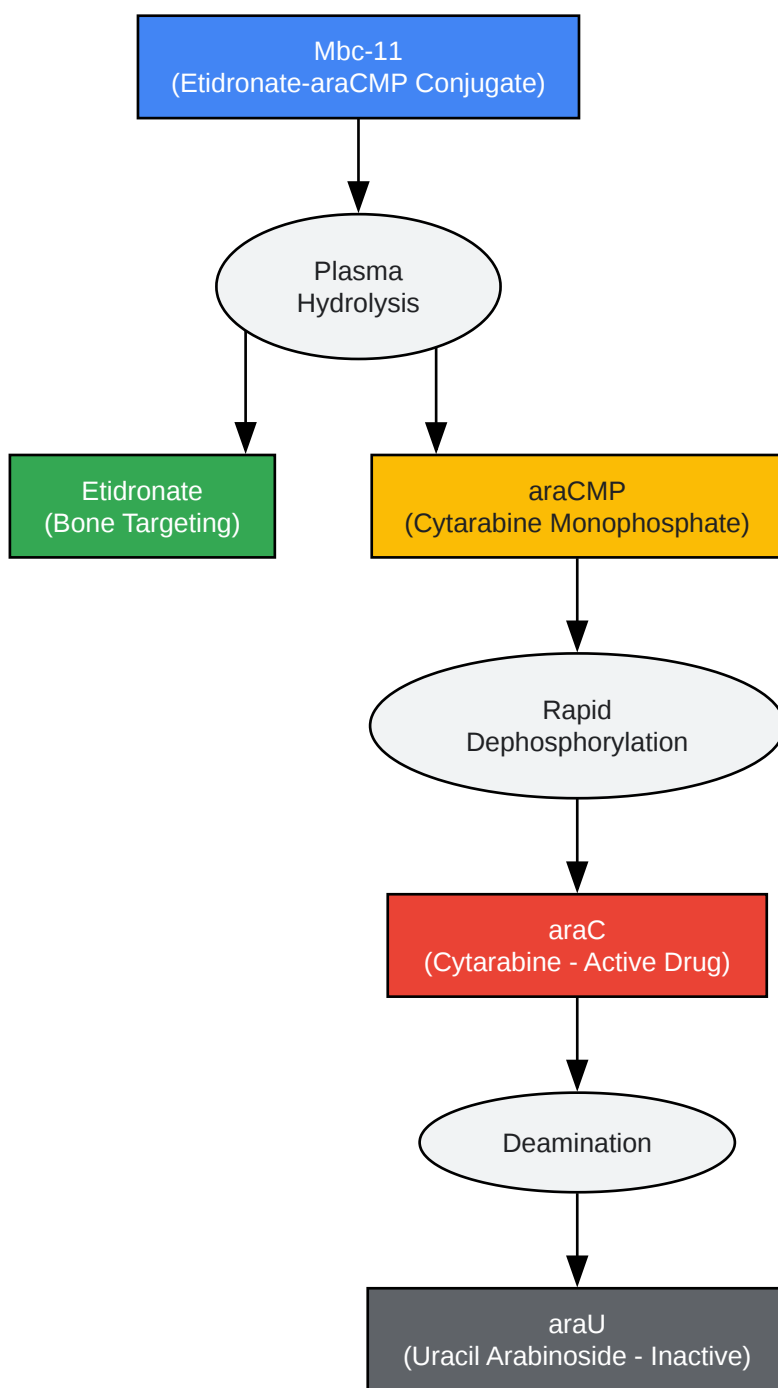 Mbc-11
(Etidronate-araCMP Conjugate)
Plasma
Hydrolysis
Etidronate
(Bone Targeting)
araCMP
(Cytarabine Monophosphate)
Rapid
Dephosphorylation
araC
(Cytarabine - Active Drug)
Deamination
araU
(Uracil Arabinoside - Inactive)